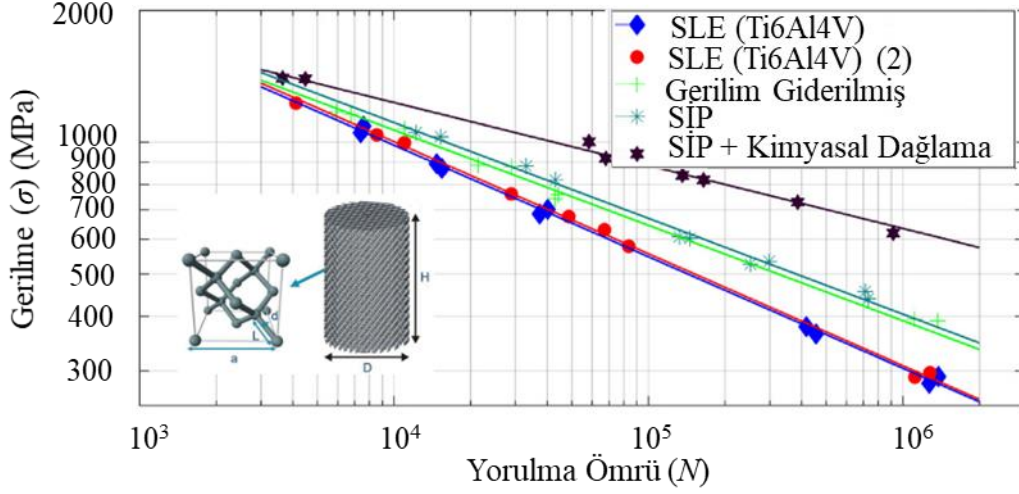 2000
1000
900
800
700
600
500
400
300
Gerilme (σ) (MPa)
SLE (Ti6Al4V)
SLE (Ti6Al4V) (2)
Gerilim Giderilmiş
SİP
SİP + Kimyasal Dağlama
d
L
a
H
D
10³
10⁴
10⁵
10⁶
Yorulma Ömrü (N)